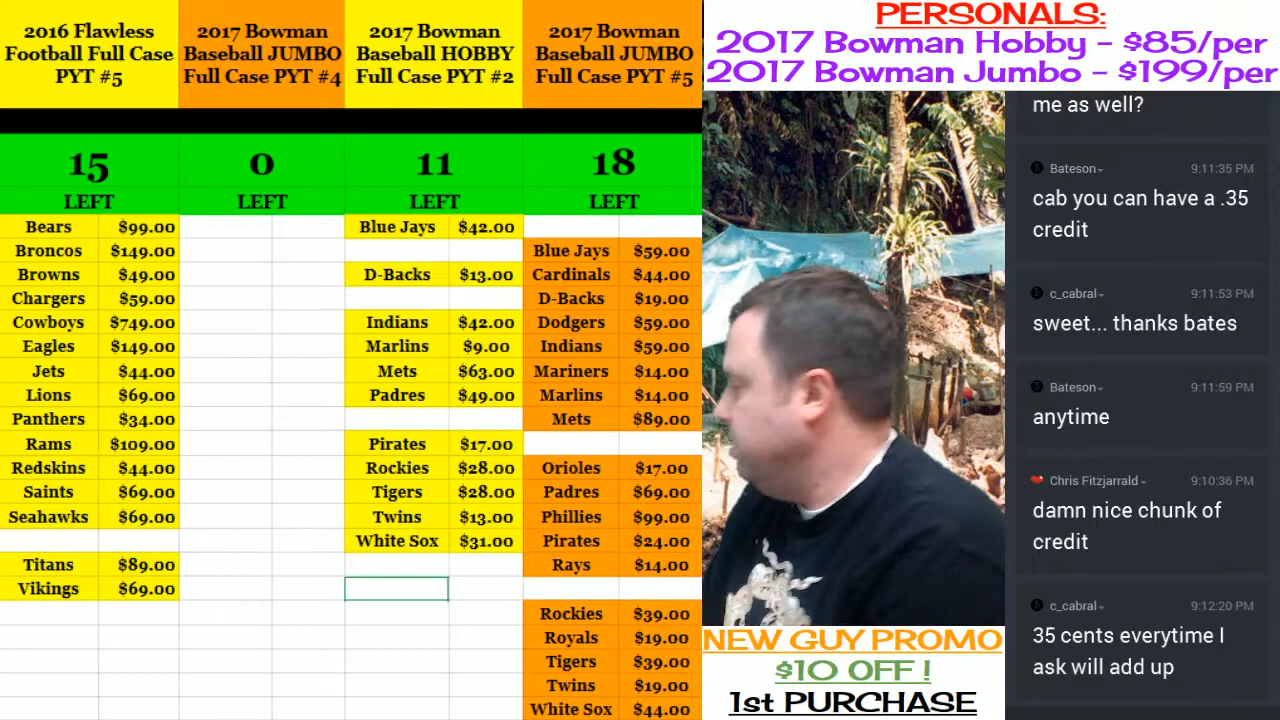 2016 Flawless
Football Full Case
PYT #5
2017 Bowman
Baseball JUMBO
Full Case PYT #4
2017 Bowman
Baseball HOBBY
Full Case PYT #2
2017 Bowman
Baseball JUMBO
Full Case PYT #5
15
LEFT
0
LEFT
11
LEFT
18
LEFT
Bears $99.00
Broncos $149.00
Browns $49.00
Chargers $59.00
Cowboys $749.00
Eagles $149.00
Jets $44.00
Lions $69.00
Panthers $34.00
Rams $109.00
Redskins $44.00
Saints $69.00
Seahawks $69.00
Titans $89.00
Vikings $69.00
Blue Jays $42.00
D-Backs $13.00
Indians $42.00
Marlins $9.00
Mets $63.00
Padres $49.00
Pirates $17.00
Rockies $28.00
Tigers $28.00
Twins $13.00
White Sox $31.00
Blue Jays $59.00
Cardinals $44.00
D-Backs $19.00
Dodgers $59.00
Indians $59.00
Mariners $14.00
Marlins $14.00
Mets $89.00
Orioles $17.00
Padres $69.00
Phillies $99.00
Pirates $24.00
Rays $14.00
Rockies $39.00
Royals $19.00
Tigers $39.00
Twins $19.00
White Sox $44.00
PERSONALS:
2017 Bowman Hobby - $85/per
2017 Bowman Jumbo - $199/per
NEW GUY PROMO
$10 OFF !
1st PURCHASE
me as well?
Bateson 9:11:35 PM
cab you can have a .35
credit
c_cabral 9:11:53 PM
sweet... thanks bates
Bateson 9:11:59 PM
anytime
Chris Fitzjarrald 9:10:36 PM
damn nice chunk of
credit
c_cabral 9:12:20 PM
35 cents everytime I
ask will add up